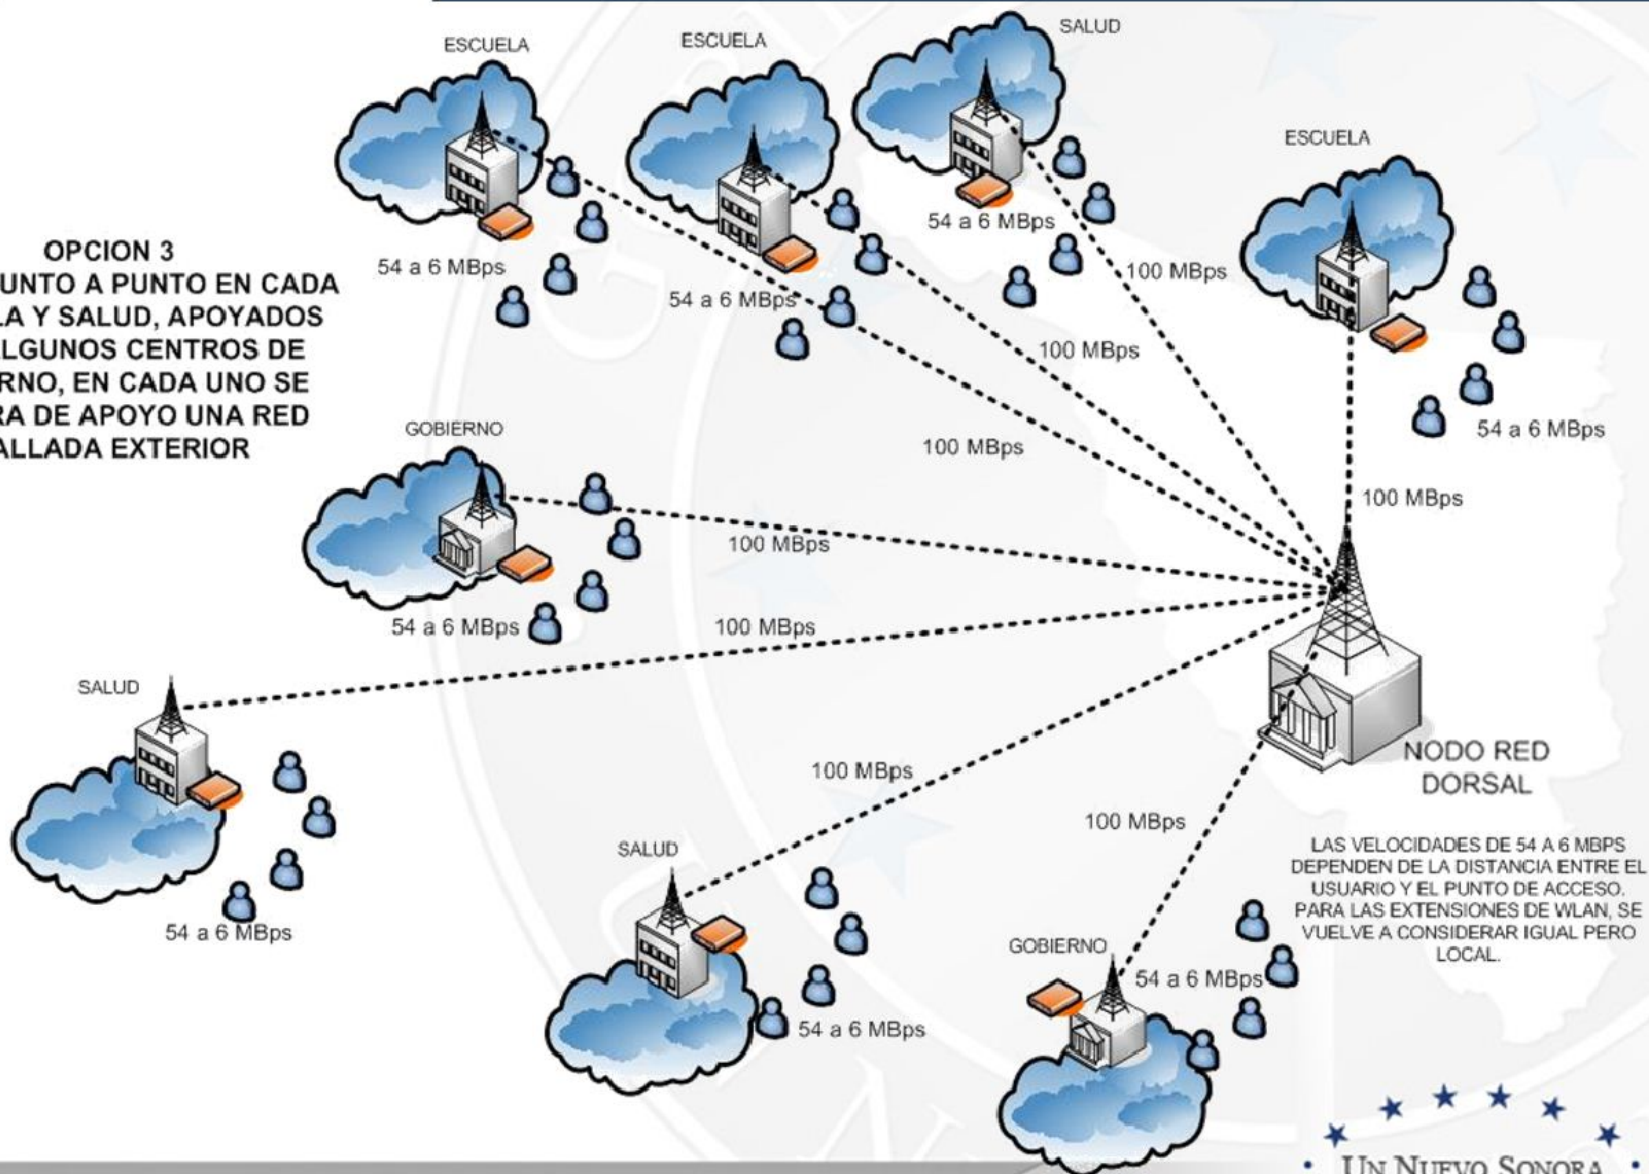 ESCUELA
ESCUELA
SALUD
ESCUELA
54 a 6 MBps
54 a 6 MBps
54 a 6 MBps
100 MBps
100 MBps
100 MBps
54 a 6 MBps
100 MBps
OPCION 3
UNTO A PUNTO EN CADA
LA Y SALUD, APOYADOS
LGUNOS CENTROS DE
RNO, EN CADA UNO SE
RA DE APOYO UNA RED
ALLADA EXTERIOR
GOBIERNO
100 MBps
54 a 6 MBps
100 MBps
SALUD
54 a 6 MBps
100 MBps
SALUD
54 a 6 MBps
100 MBps
GOBIERNO
54 a 6 MBps
NODO RED
DORSAL
LAS VELOCIDADES DE 54 A 6 MBPS
DEPENDEN DE LA DISTANCIA ENTRE EL
USUARIO Y EL PUNTO DE ACCESO.
PARA LAS EXTENSIONES DE WLAN, SE
VUELVE A CONSIDERAR IGUAL PERO
LOCAL.
UN NUEVO SONORA